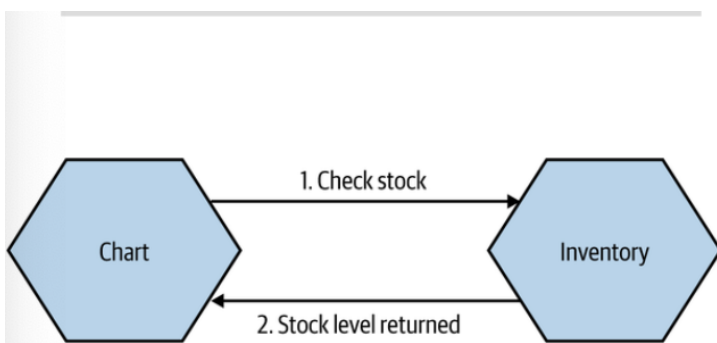 1. Check stock
Chart
Inventory
2. Stock level returned